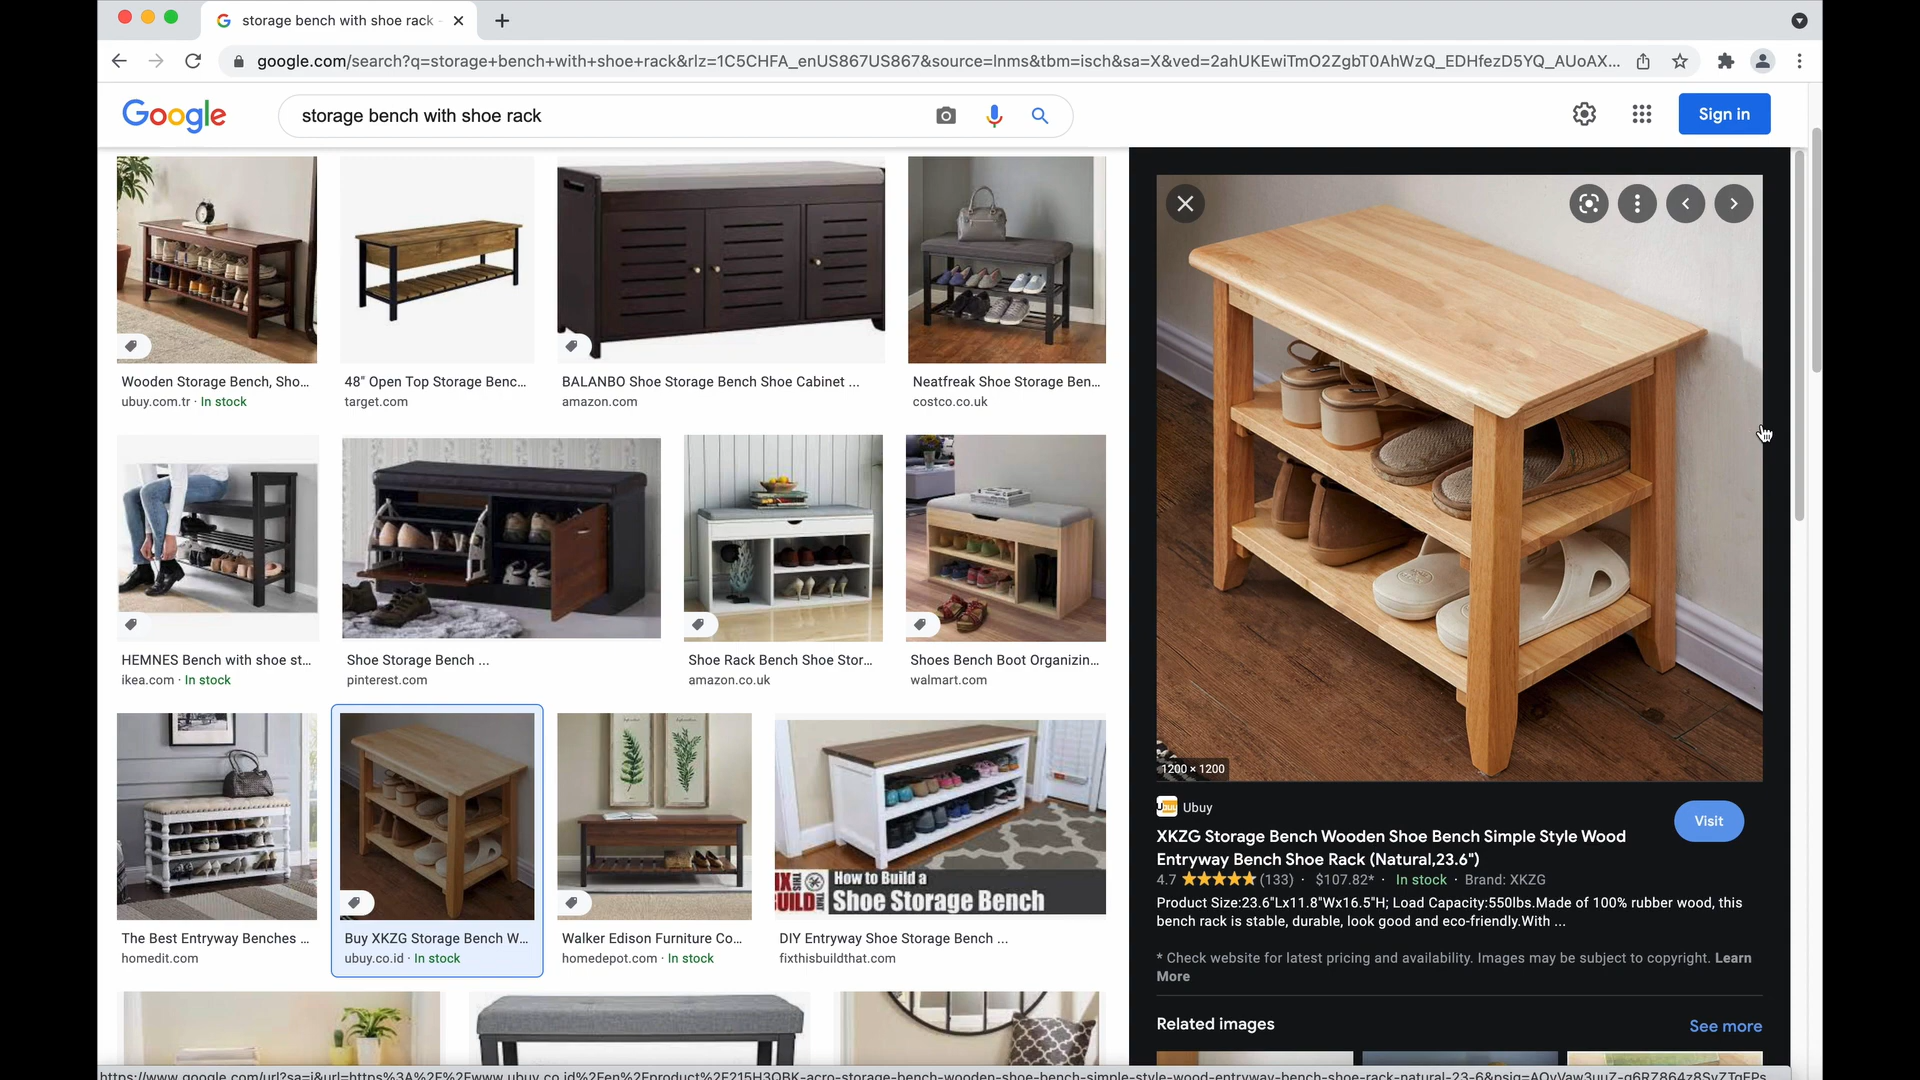 storage bench with shoe rack -
google.com/search?q=storage+bench+with+shoe+rack&rlz=1C5CHFA_enUS867US867&source=lnms&tbm=isch&sa=X&ved=2ahUKEwiTmO2ZgbT0AhWzQ_EDHfezD5YQ_AUoAX...
Google
storage bench with shoe rack
Sign in
Wooden Storage Bench, Sho...
ubuy.com.tr · In stock
48" Open Top Storage Benc...
target.com
BALANBO Shoe Storage Bench Shoe Cabinet ...
amazon.com
Neatfreak Shoe Storage Ben...
costco.co.uk
HEMNES Bench with shoe st...
ikea.com · In stock
Shoe Storage Bench ...
pinterest.com
Shoe Rack Bench Shoe Stor...
amazon.co.uk
Shoes Bench Boot Organizin...
walmart.com
How to Build a
Shoe Storage Bench
The Best Entryway Benches ...
homedit.com
Buy XKZG Storage Bench W...
ubuy.co.id · In stock
Walker Edison Furniture Co...
homedepot.com · In stock
DIY Entryway Shoe Storage Bench ...
fixthisbuildthat.com
1200 × 1200
Ubuy
Visit
XKZG Storage Bench Wooden Shoe Bench Simple Style Wood
Entryway Bench Shoe Rack (Natural,23.6")
4.7 ★★★★★ (133) · $107.82* · In stock · Brand: XKZG
Product Size:23.6"Lx11.8"Wx16.5"H; Load Capacity:550lbs.Made of 100% rubber wood, this
bench rack is stable, durable, look good and eco-friendly.With ...
* Check website for latest pricing and availability. Images may be subject to copyright. Learn
More
Related images
See more